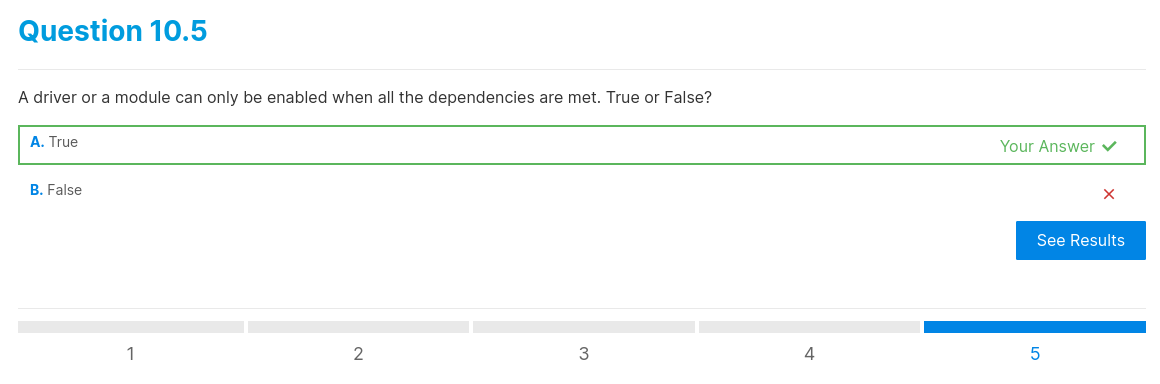 Question 10.5
A driver or a module can only be enabled when all the dependencies are met. True or False?
A. True
Your Answer
B. False
See Results
1 2 3 4 5